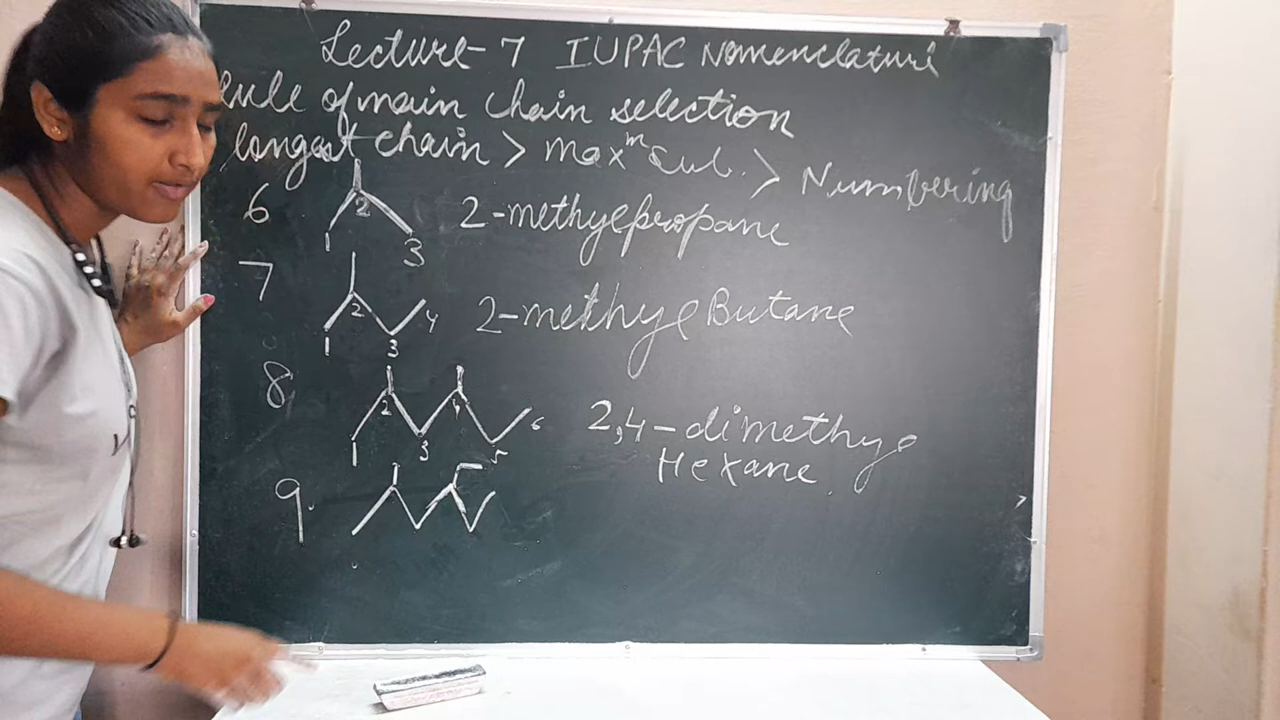 Lecture-7 IUPAC Nomenclature
Rule of main chain selection
longest chain > maxᵐ sub. > Numbering
6 1 2 3 2-methylpropane
7 1 2 3 4 2-methyl Butane
8 1 2 3 4 5 6 2,4-dimethyl
Hexane.
9.